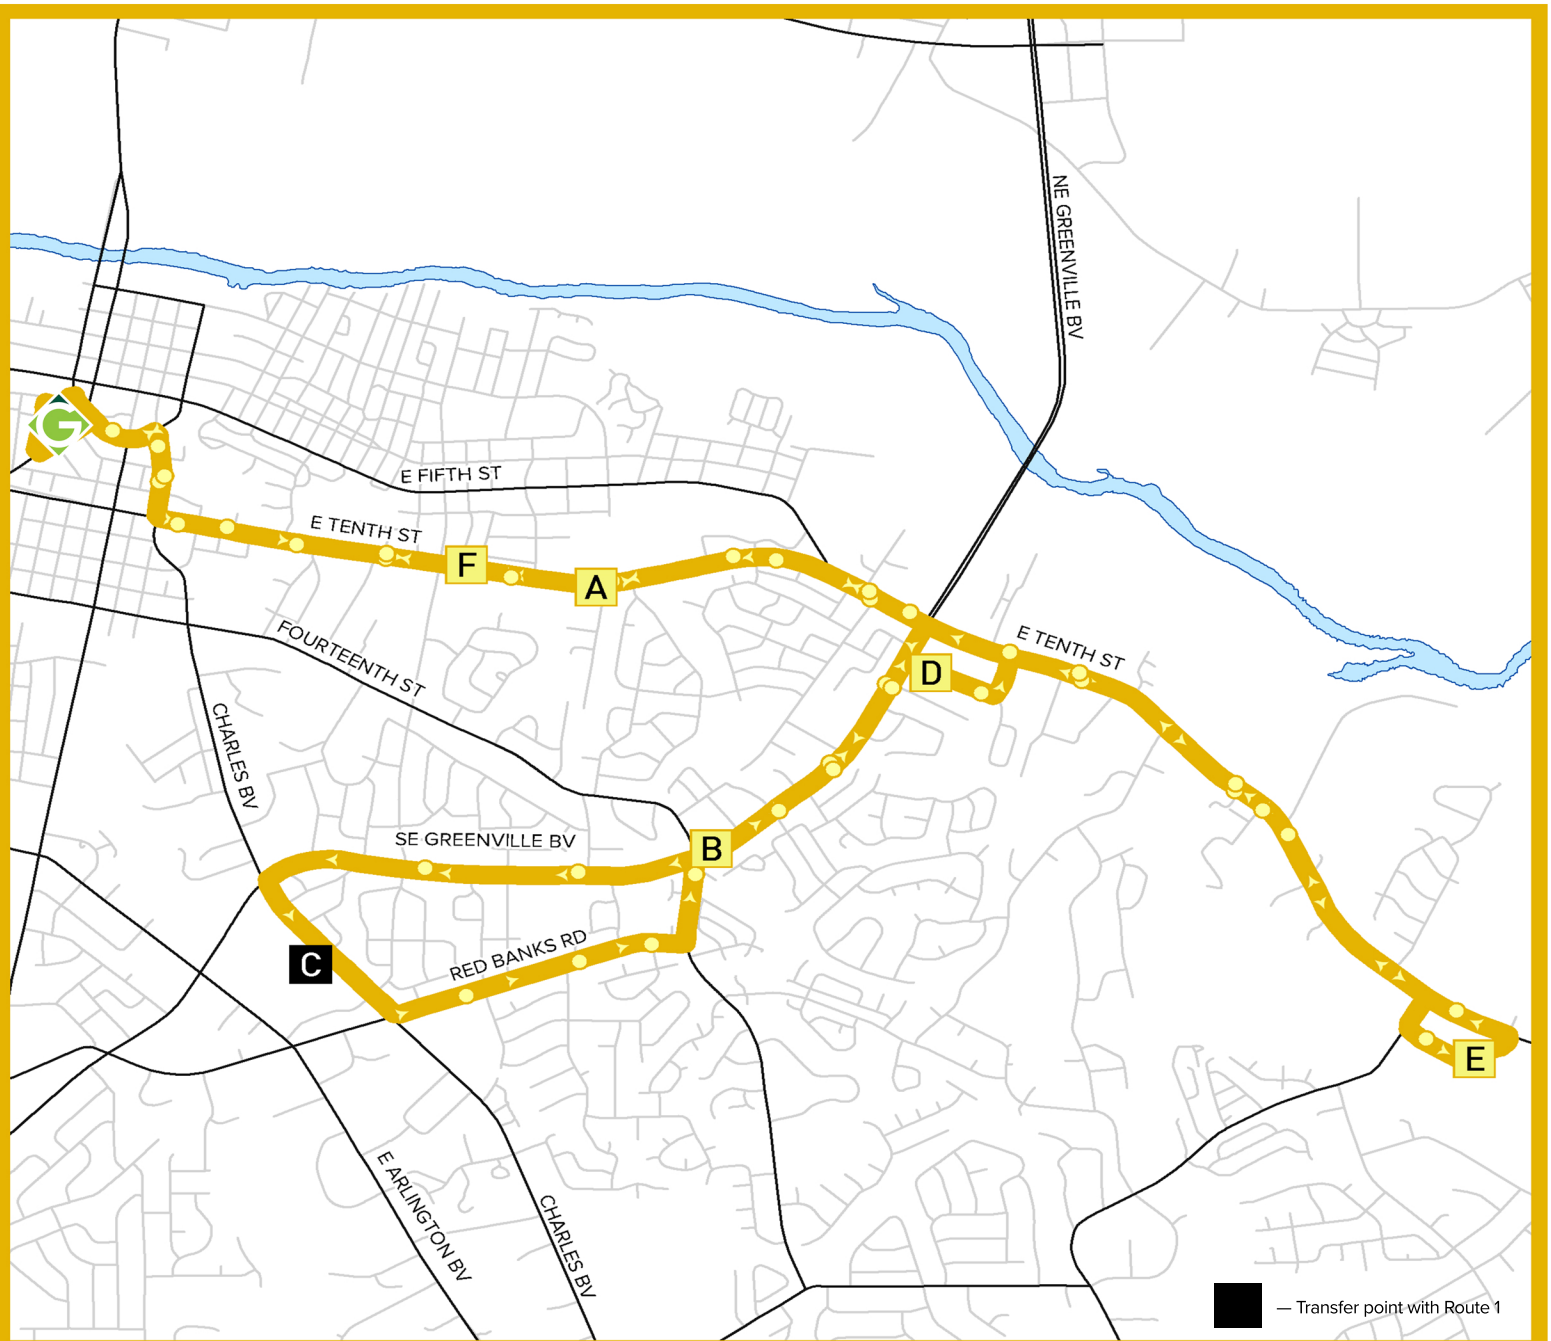 NE GREENVILLE BV
G
E FIFTH ST
E TENTH ST
F
A
FOURTEENTH ST
D
E TENTH ST
CHARLES BV
SE GREENVILLE BV
B
RED BANKS RD
C
E
E ARLINGTON BV
CHARLES BV
— Transfer point with Route 1